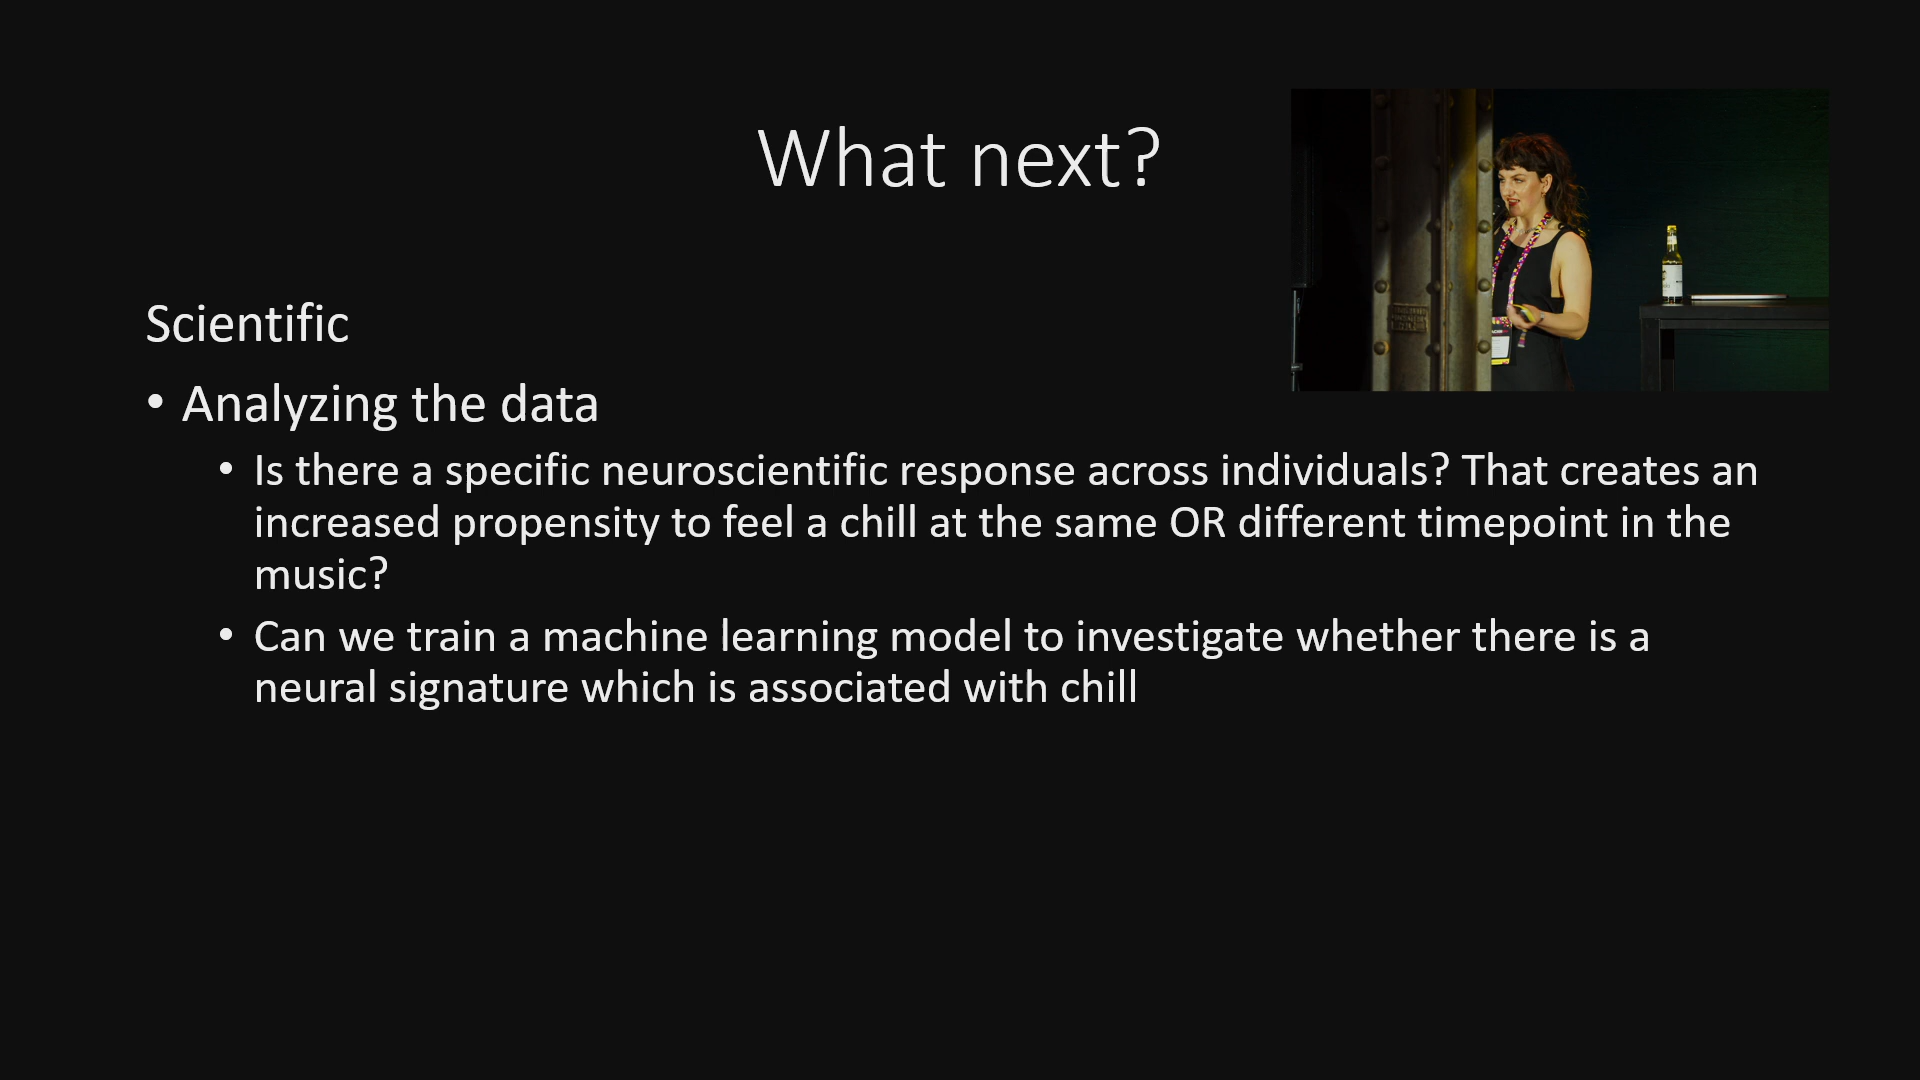 What next?
Scientific
• Analyzing the data
• Is there a specific neuroscientific response across individuals? That creates an
increased propensity to feel a chill at the same OR different timepoint in the
music?
• Can we train a machine learning model to investigate whether there is a
neural signature which is associated with chill